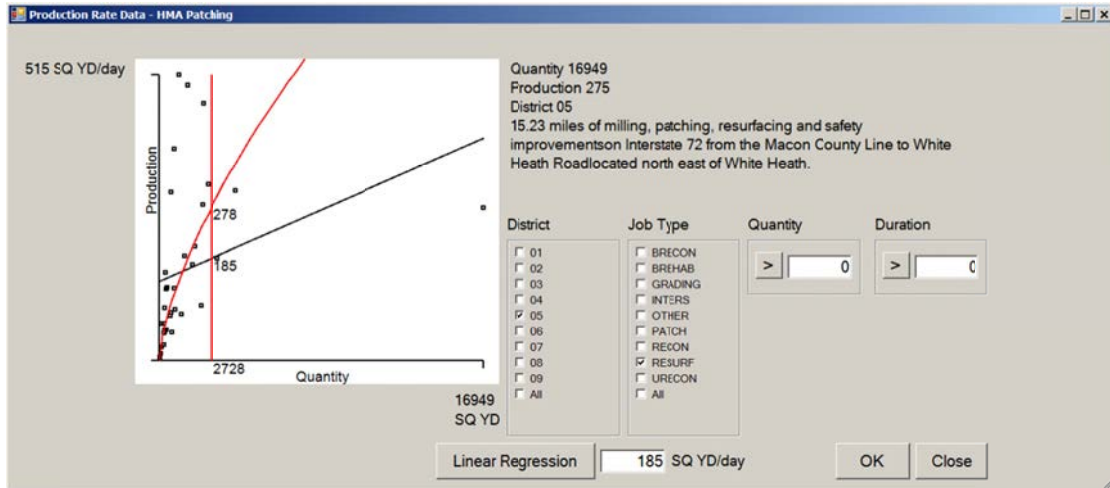 Production Rate Data - HMA Patching
515 SQ YD/day
Production
278
185
2728
Quantity
16949
SQ YD
Quantity 16949
Production 275
District 05
15.23 miles of milling, patching, resurfacing and safety
improvementson Interstate 72 from the Macon County Line to White
Heath Roadlocated north east of White Heath.
District
01
02
03
04
05
06
07
08
09
All
Job Type
BRECON
BREHAB
GRADING
INTERS
OTHER
PATCH
RECON
RESURF
URECON
All
Quantity
> 0
Duration
> 0
Linear Regression 185 SQ YD/day
OK
Close